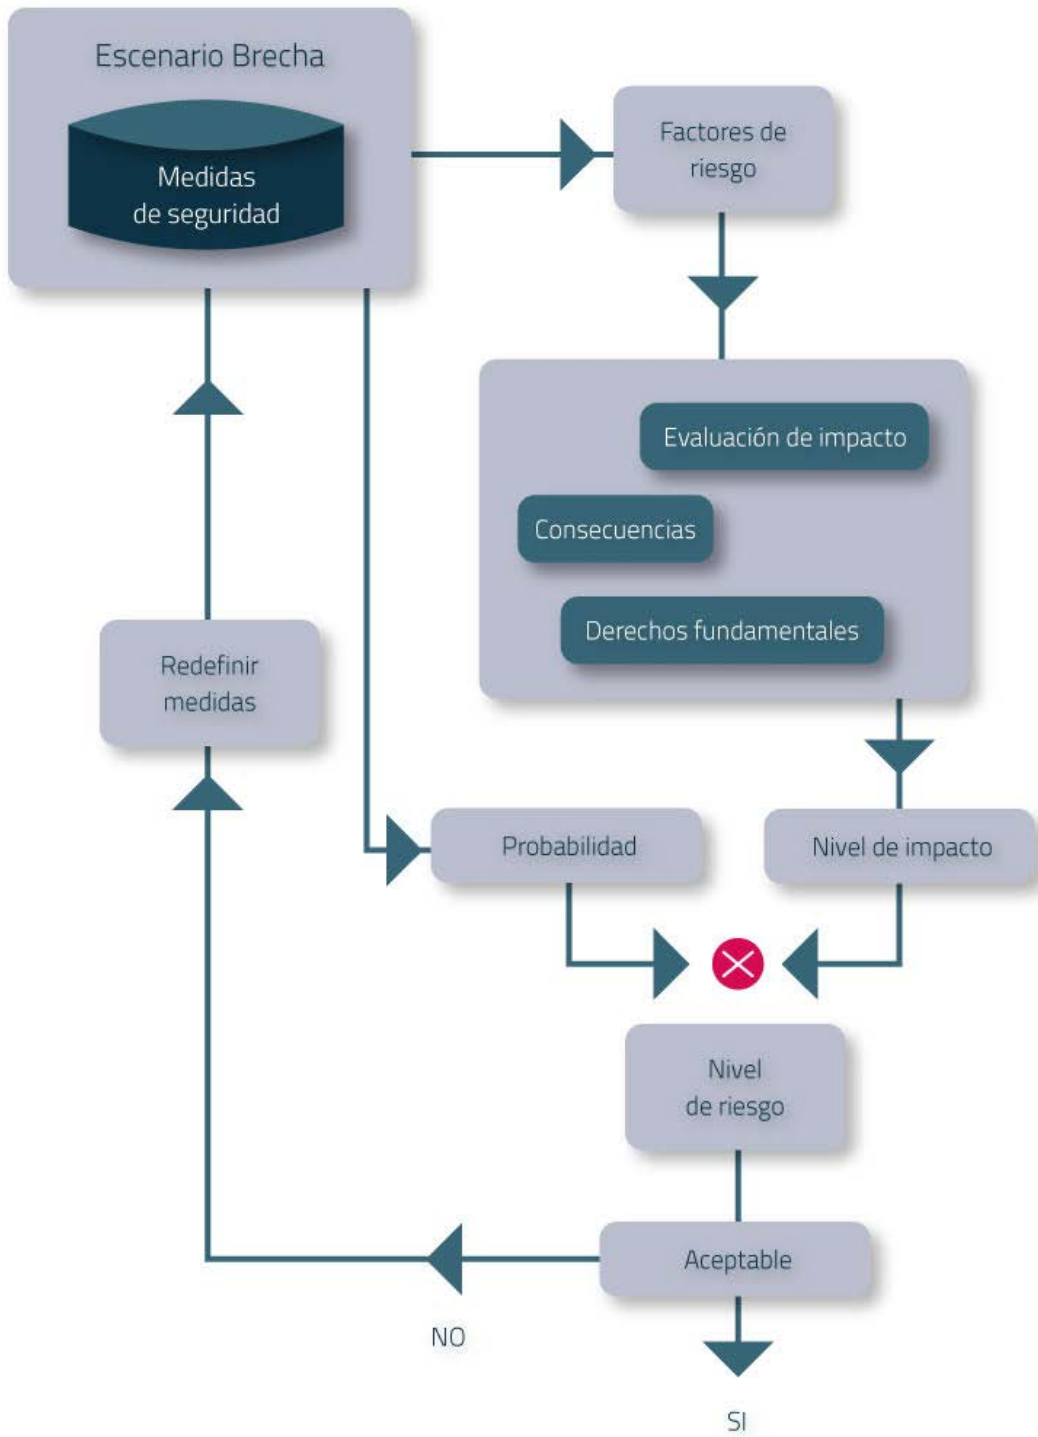 Escenario Brecha
Medidas
de seguridad
Factores de
riesgo
Evaluación de impacto
Consecuencias
Derechos fundamentales
Redefinir
medidas
Probabilidad
Nivel de impacto
Nivel
de riesgo
Aceptable
NO
SI